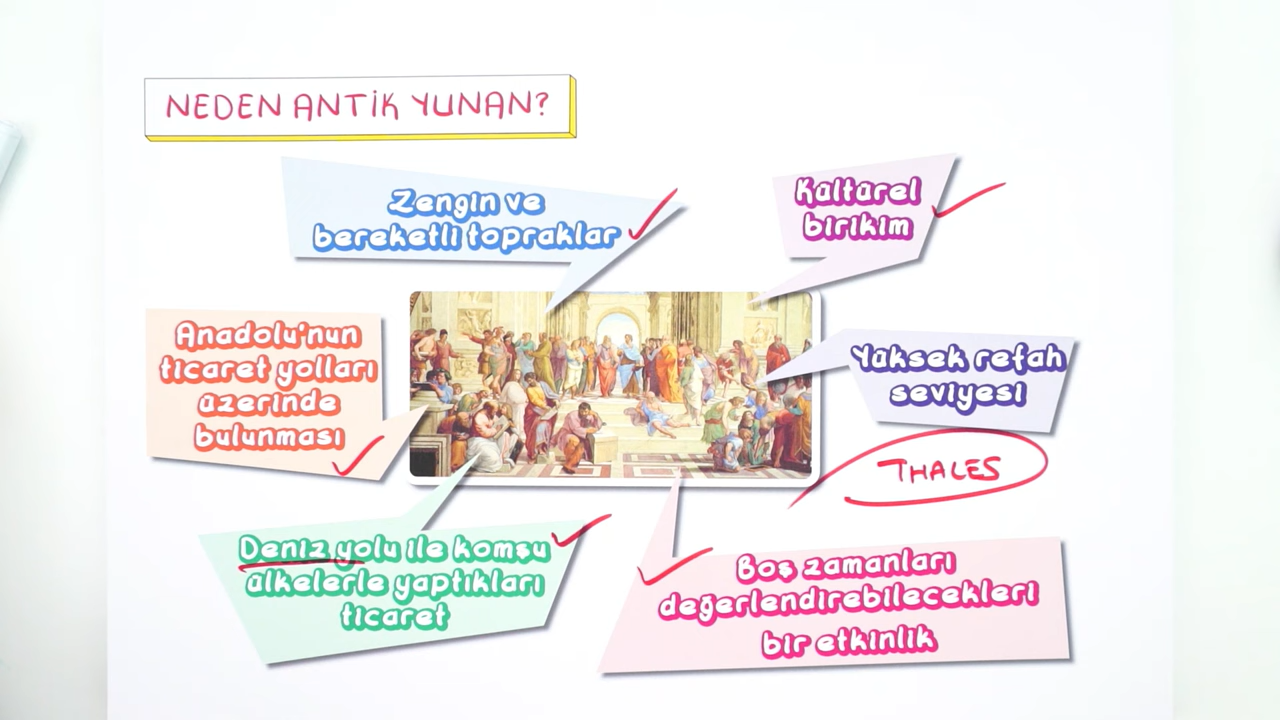 NEDEN ANTİK YUNAN?
Zengin ve
bereketli topraklar
Kültürel
birikim
Anadolu'nun
ticaret yolları
üzerinde
bulunması
Yüksek refah
seviyesi
THALES
Deniz yolu ile komşu
ülkelerle yaptıkları
ticaret
Boş zamanları
değerlendirebilecekleri
bir etkinlik